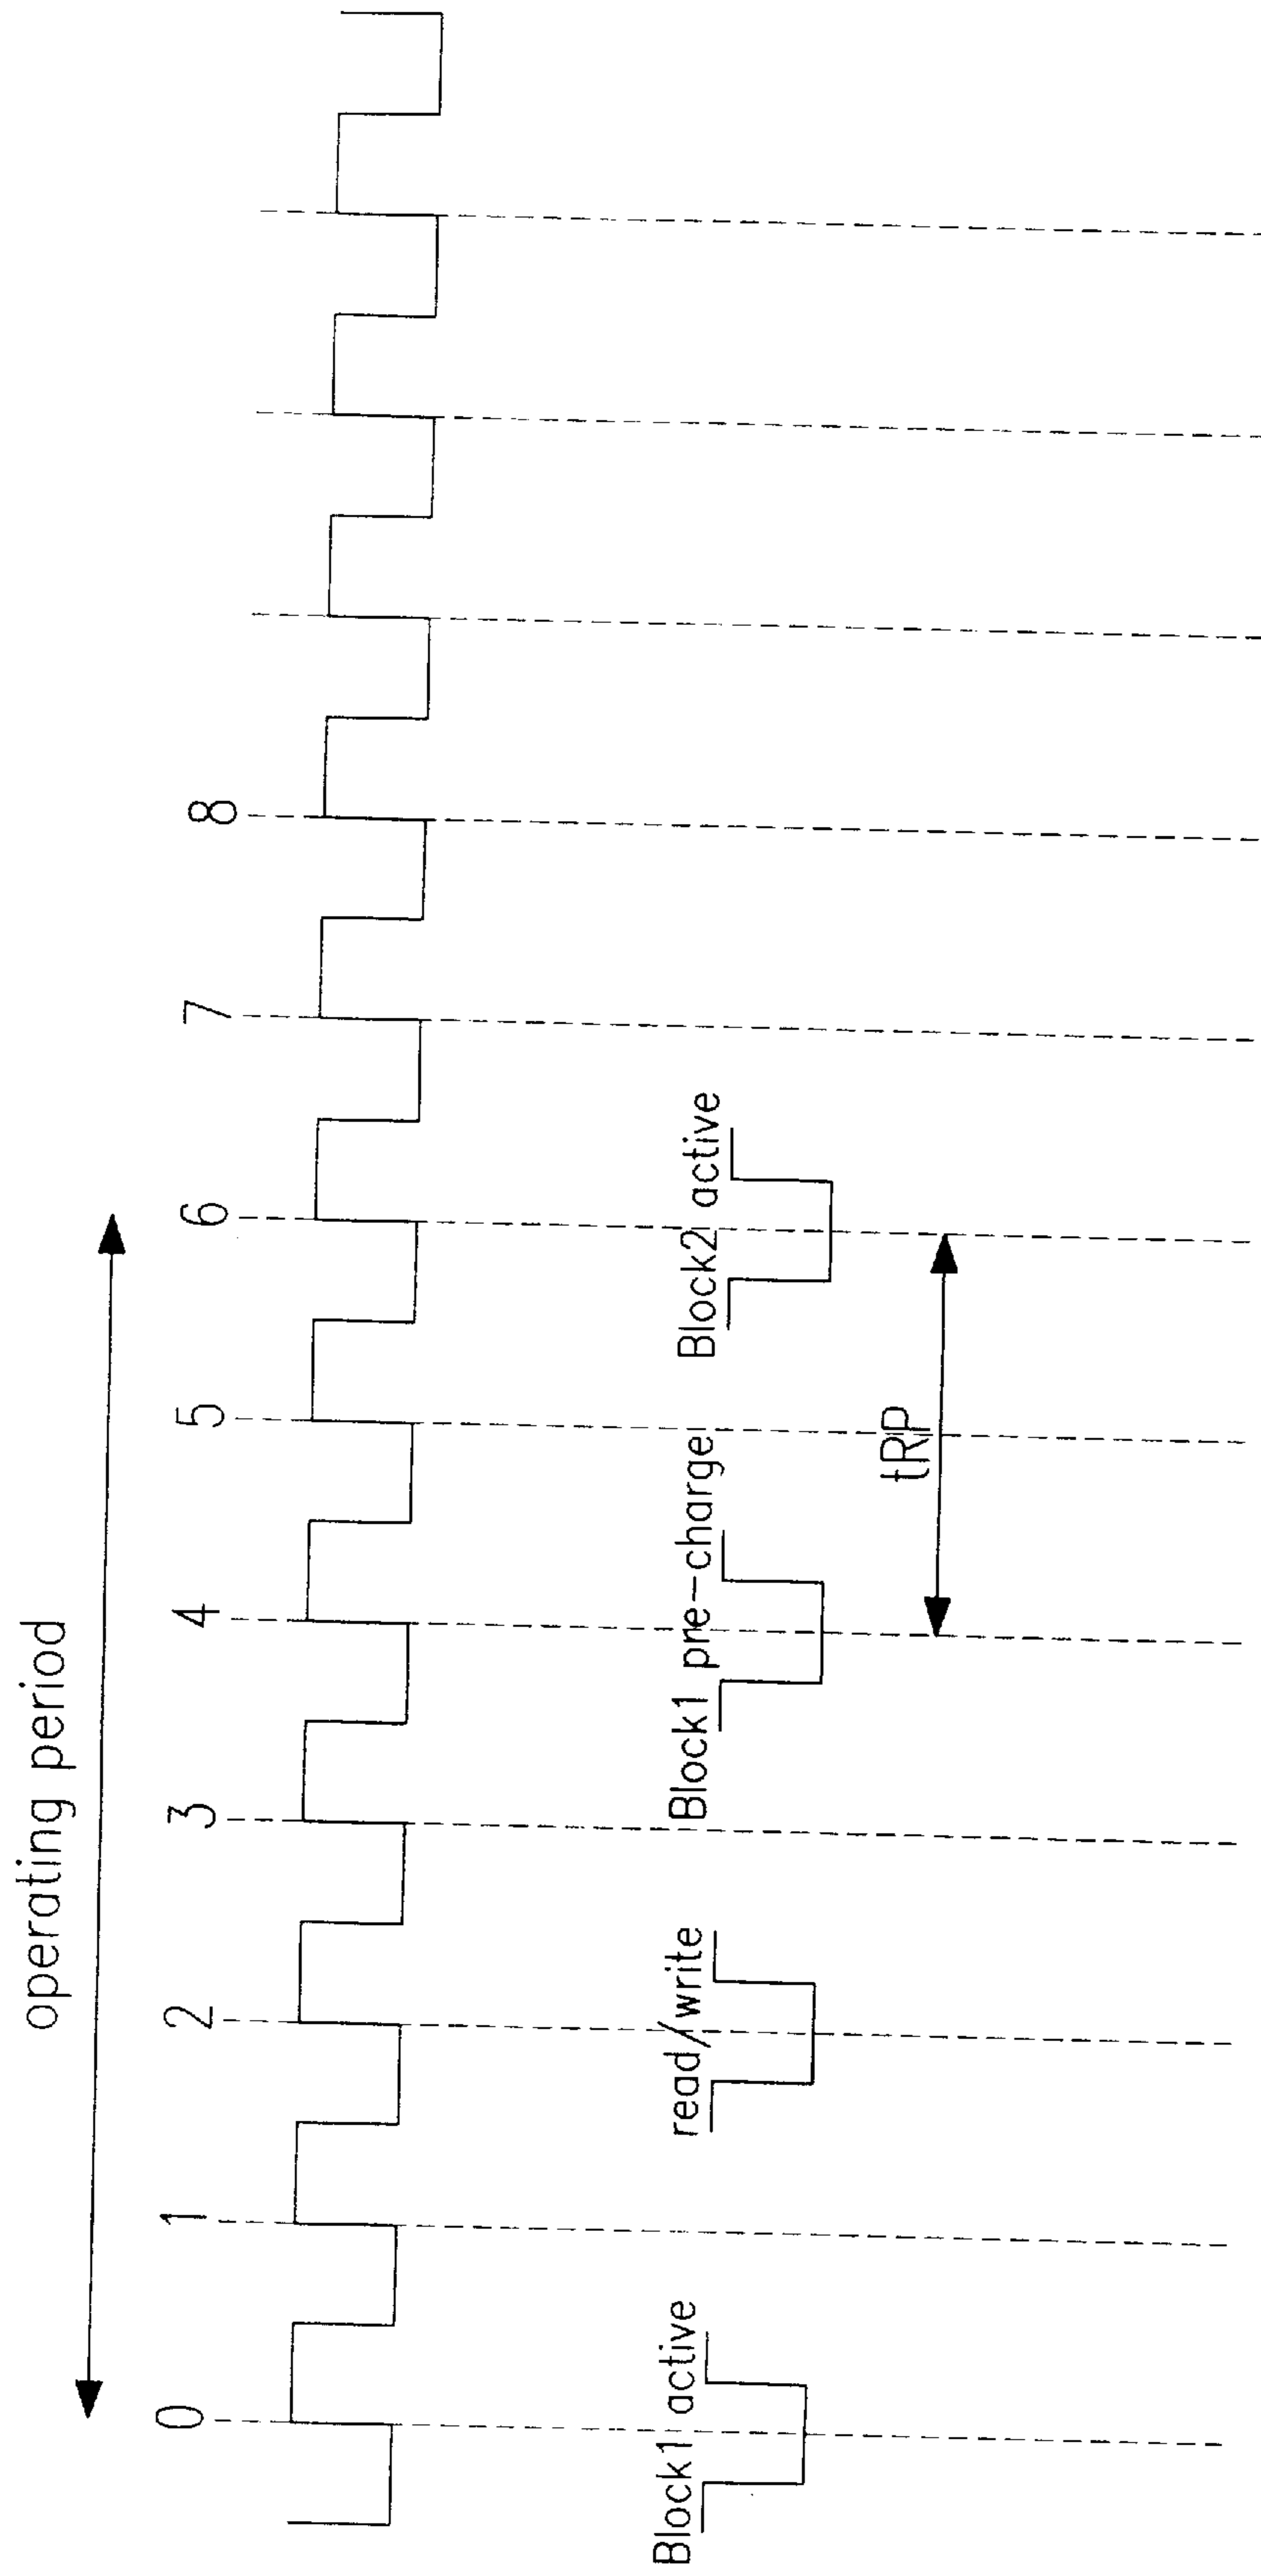 operating period
0 1 2 3 4 5 6 7 8
Block1 active
read/write
Block1 pre-charge
Block2 active
tRP